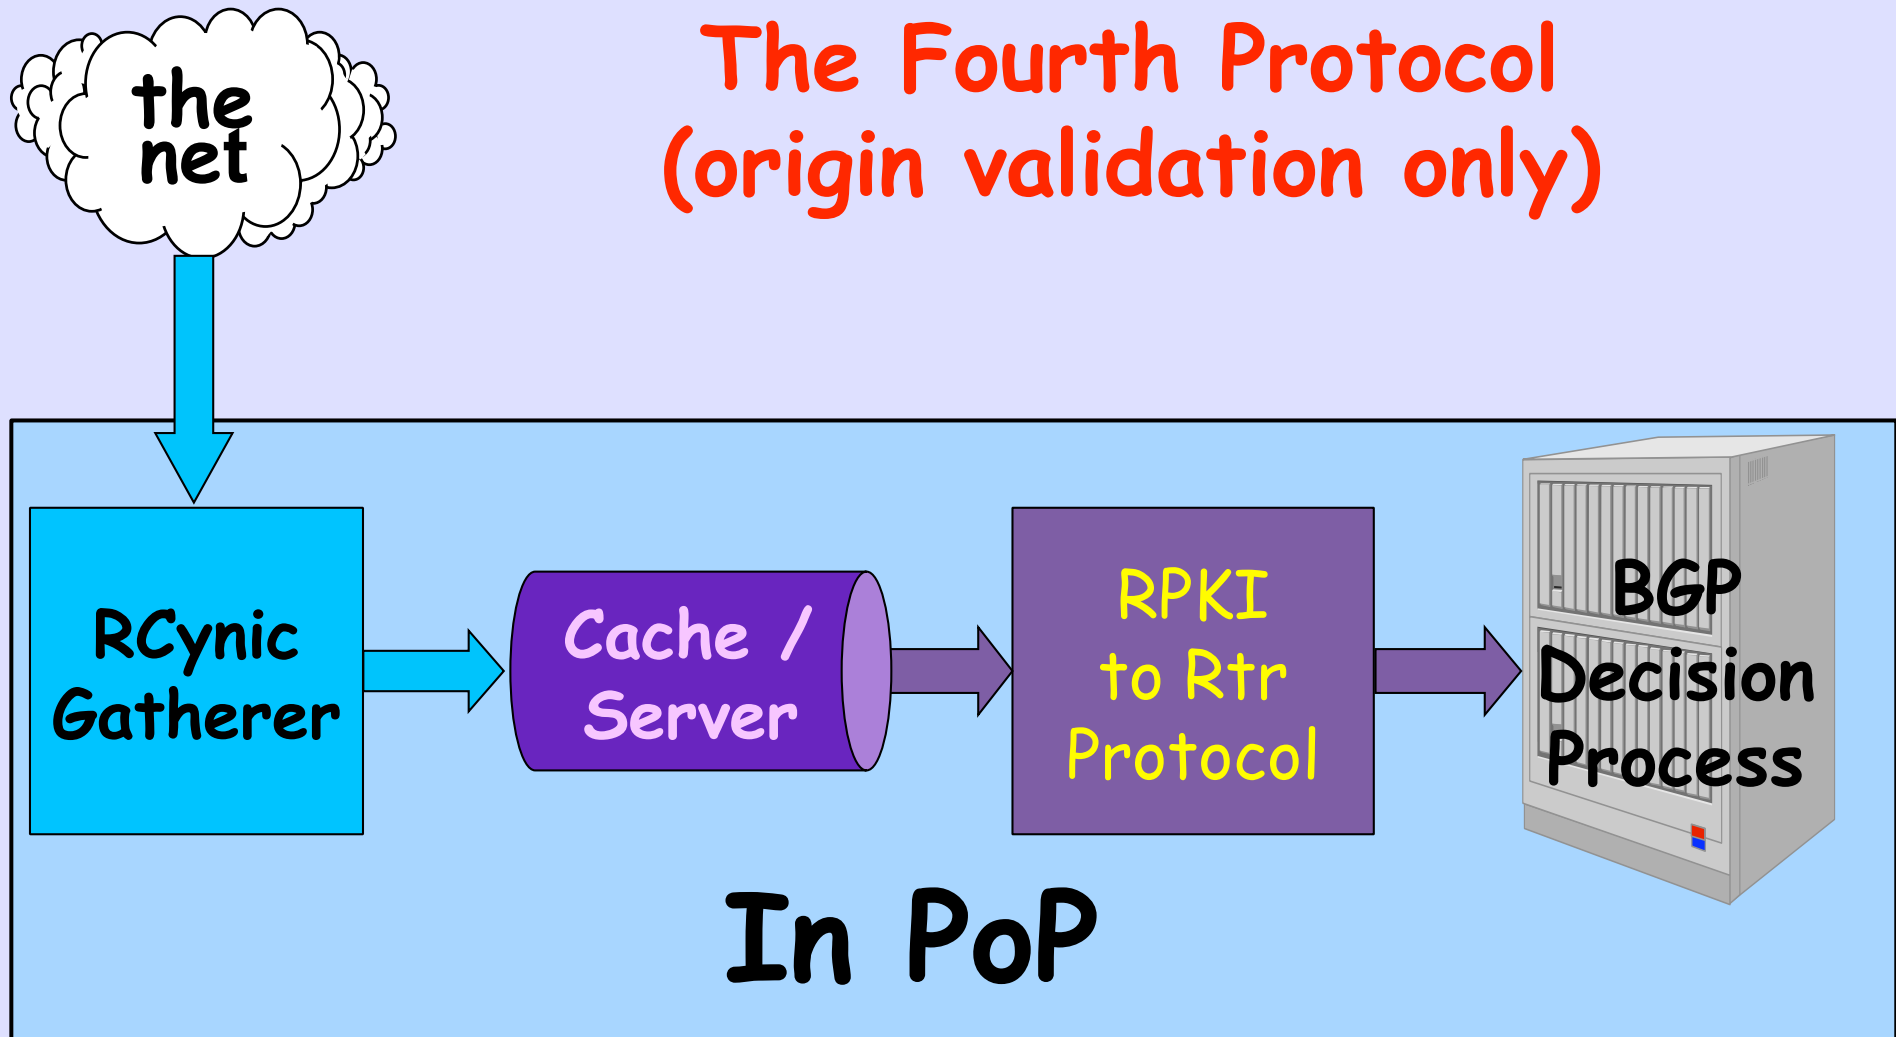 The Fourth Protocol
(origin validation only)
the
net
RCynic
Gatherer
Cache /
Server
RPKI
to Rtr
Protocol
BGP
Decision
Process
In PoP